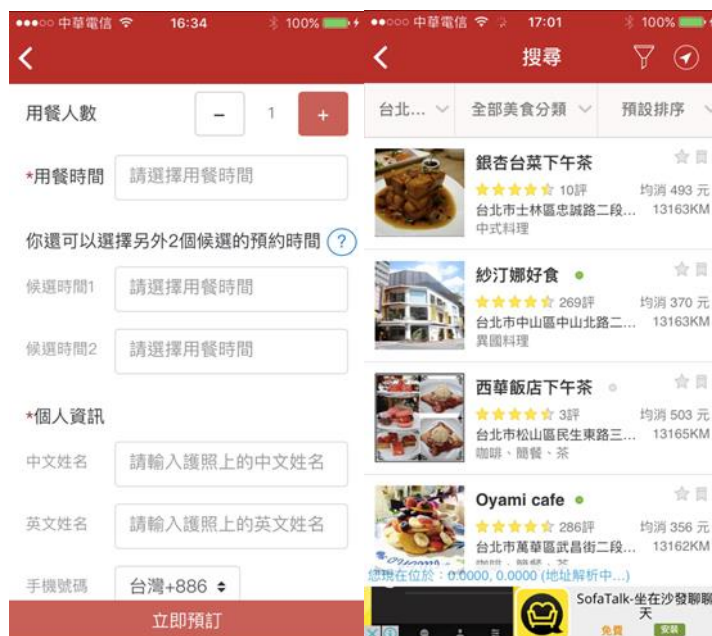 中華電信 16:34 100%
用餐人數 - 1 +
*用餐時間 請選擇用餐時間
你還可以選擇另外2個候選的預約時間 ?
候選時間1 請選擇用餐時間
候選時間2 請選擇用餐時間
*個人資訊
中文姓名 請輸入護照上的中文姓名
英文姓名 請輸入護照上的英文姓名
手機號碼 台灣+886
立即預訂
中華電信 17:01 100%
搜尋
台北... 全部美食分類 預設排序
銀杏台菜下午茶
10評 均消 493 元
台北市士林區忠誠路二段... 13163KM
中式料理
紗汀娜好食
269評 均消 370 元
台北市中山區中山北路二... 13163KM
異國料理
西華飯店下午茶
3評 均消 503 元
台北市松山區民生東路三... 13165KM
咖啡、簡餐、茶
Oyami cafe
286評 均消 356 元
台北市萬華區武昌街二段... 13162KM
咖啡、簡餐、茶
您現在位於：0.0000, 0.0000 (地址解析中...)
SofaTalk-坐在沙發聊聊
天
免費 安裝